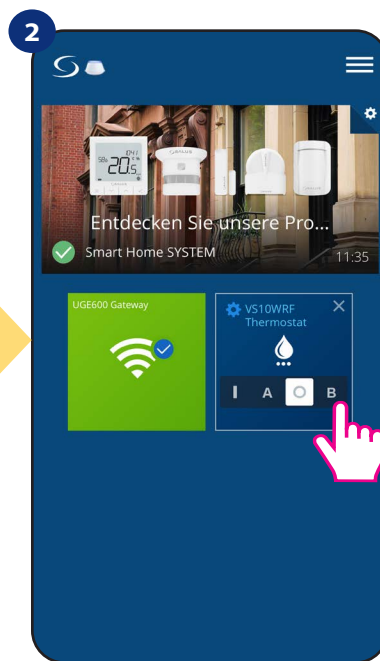 2
Entdecken Sie unsere Pro...
Smart Home SYSTEM
11:35
UGE600 Gateway
VS10WRF
Thermostat
I A O B